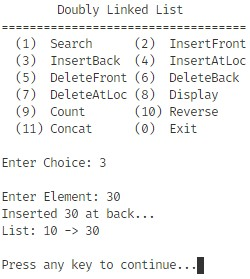 Doubly Linked List
==================================
(1) Search (2) InsertFront
(3) InsertBack (4) InsertAtLoc
(5) DeleteFront (6) DeleteBack
(7) DeleteAtLoc (8) Display
(9) Count (10) Reverse
(11) Concat (0) Exit
Enter Choice: 3
Enter Element: 30
Inserted 30 at back...
List: 10 -> 30
Press any key to continue...